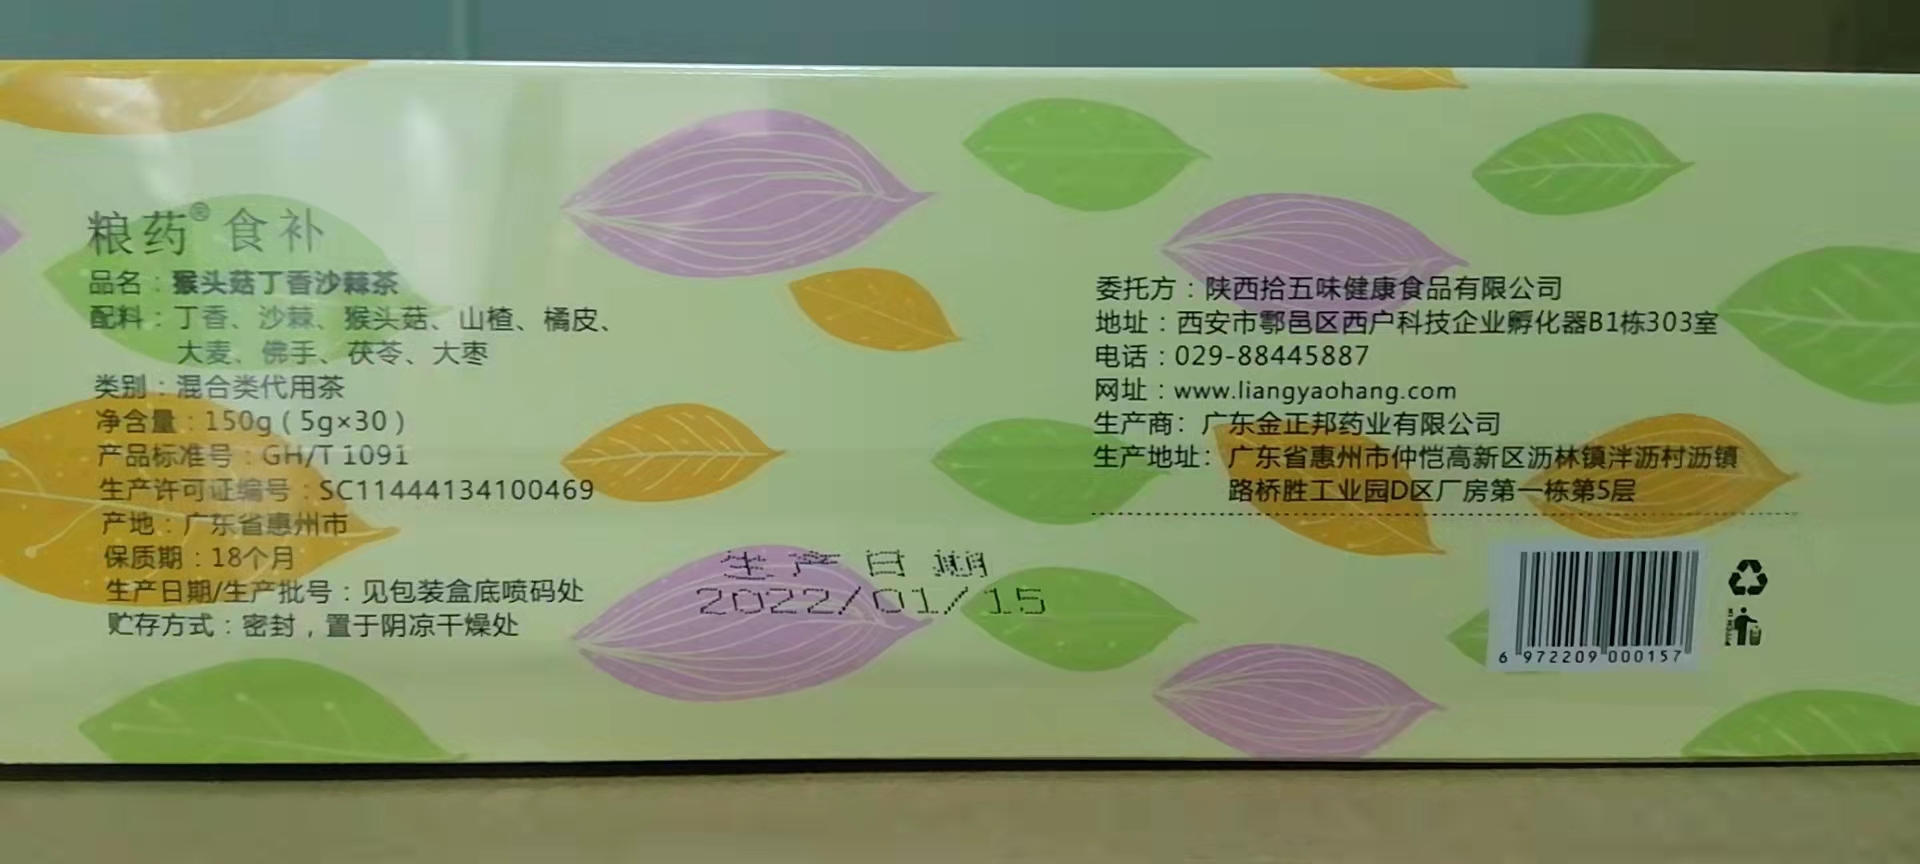 粮药® 食补
品名：猴头菇丁香沙棘茶
配料：丁香、沙棘、猴头菇、山楂、橘皮、
大麦、佛手、茯苓、大枣
类别：混合类代用茶
净含量：150g（5g×30）
产品标准号：GH/T 1091
生产许可证编号：SC11444134100469
产地：广东省惠州市
保质期：18个月
生产日期/生产批号：见包装盒底喷码处
贮存方式：密封，置于阴凉干燥处
生产日期
2022/01/15
委托方：陕西拾五味健康食品有限公司
地址：西安市鄠邑区西户科技企业孵化器B1栋303室
电话：029-88445887
网址：www.liangyaohang.com
生产商：广东金正邦药业有限公司
生产地址：广东省惠州市仲恺高新区沥林镇泮沥村沥镇
路桥胜工业园D区厂房第一栋第5层
6 972209 000157